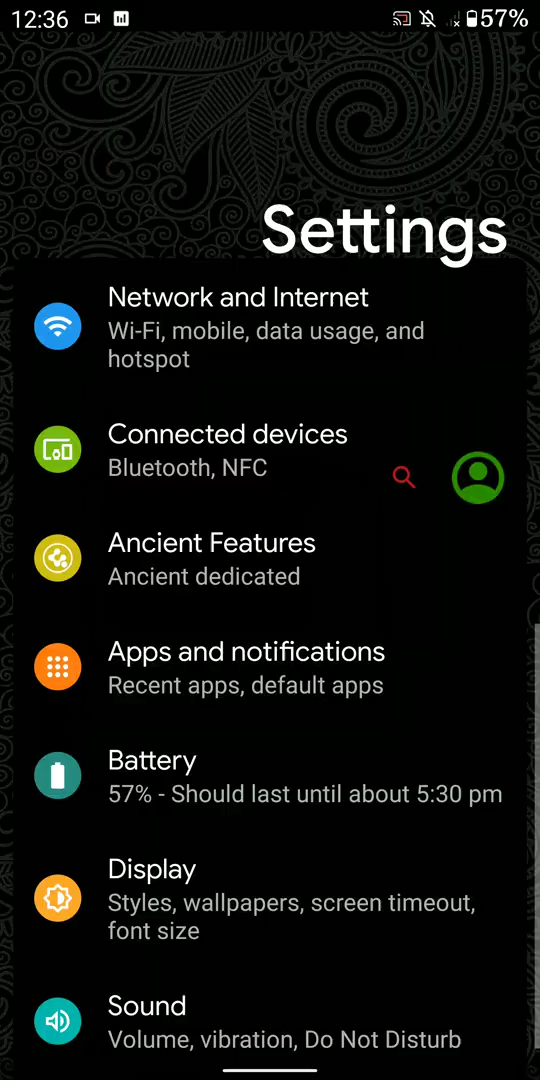 12:36
57%
Settings
Network and Internet
Wi-Fi, mobile, data usage, and
hotspot
Connected devices
Bluetooth, NFC
Ancient Features
Ancient dedicated
Apps and notifications
Recent apps, default apps
Battery
57% - Should last until about 5:30 pm
Display
Styles, wallpapers, screen timeout,
font size
Sound
Volume, vibration, Do Not Disturb